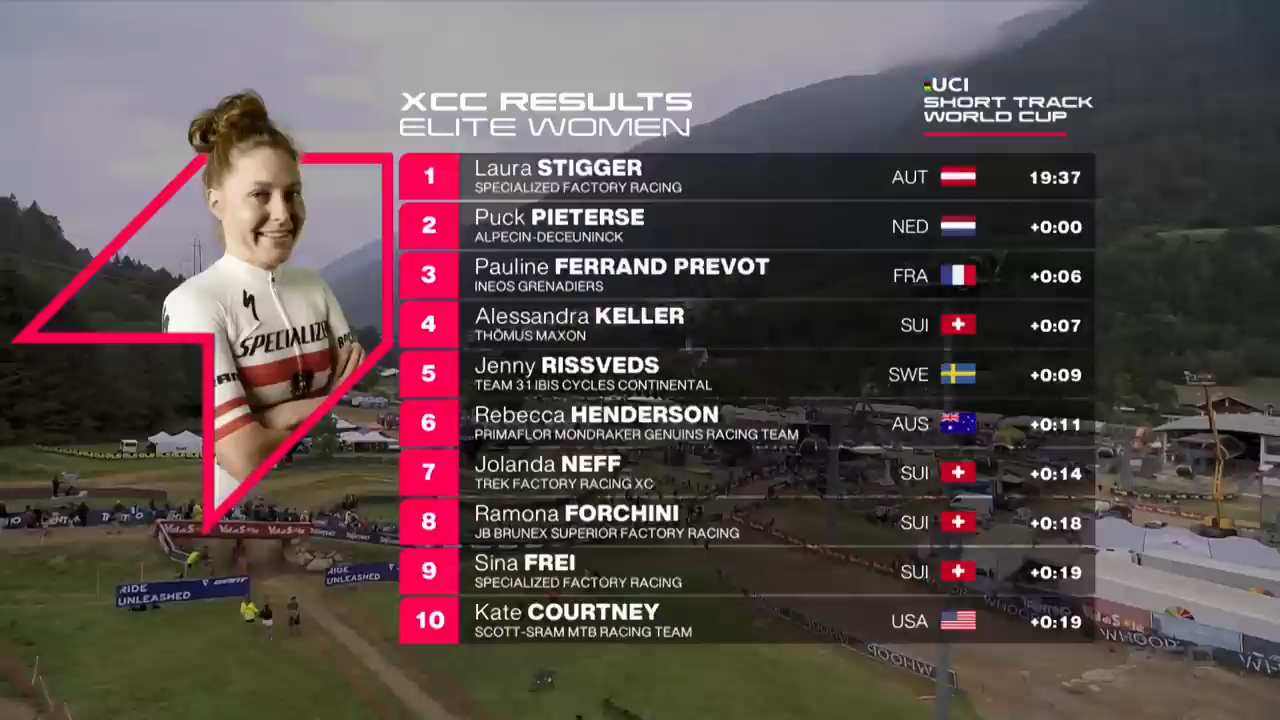 XCC RESULTS
ELITE WOMEN
UCI
SHORT TRACK
WORLD CUP
1 Laura STIGGER AUT 19:37
SPECIALIZED FACTORY RACING
2 Puck PIETERSE NED +0:00
ALPECIN-DECEUNINCK
3 Pauline FERRAND PREVOT FRA +0:06
INEOS GRENADIERS
4 Alessandra KELLER SUI +0:07
THÖMUS MAXON
5 Jenny RISSVEDS SWE +0:09
TEAM 31 IBIS CYCLES CONTINENTAL
6 Rebecca HENDERSON AUS +0:11
PRIMAFLOR MONDRAKER GENUINS RACING TEAM
7 Jolanda NEFF SUI +0:14
TREK FACTORY RACING XC
8 Ramona FORCHINI SUI +0:18
JB BRUNEX SUPERIOR FACTORY RACING
9 Sina FREI SUI +0:19
SPECIALIZED FACTORY RACING
10 Kate COURTNEY USA +0:19
SCOTT-SRAM MTB RACING TEAM
SPECIALIZE
RIDE
UNLEASHED
RIDE
UNLEASHED
WHOOP
WHOOP